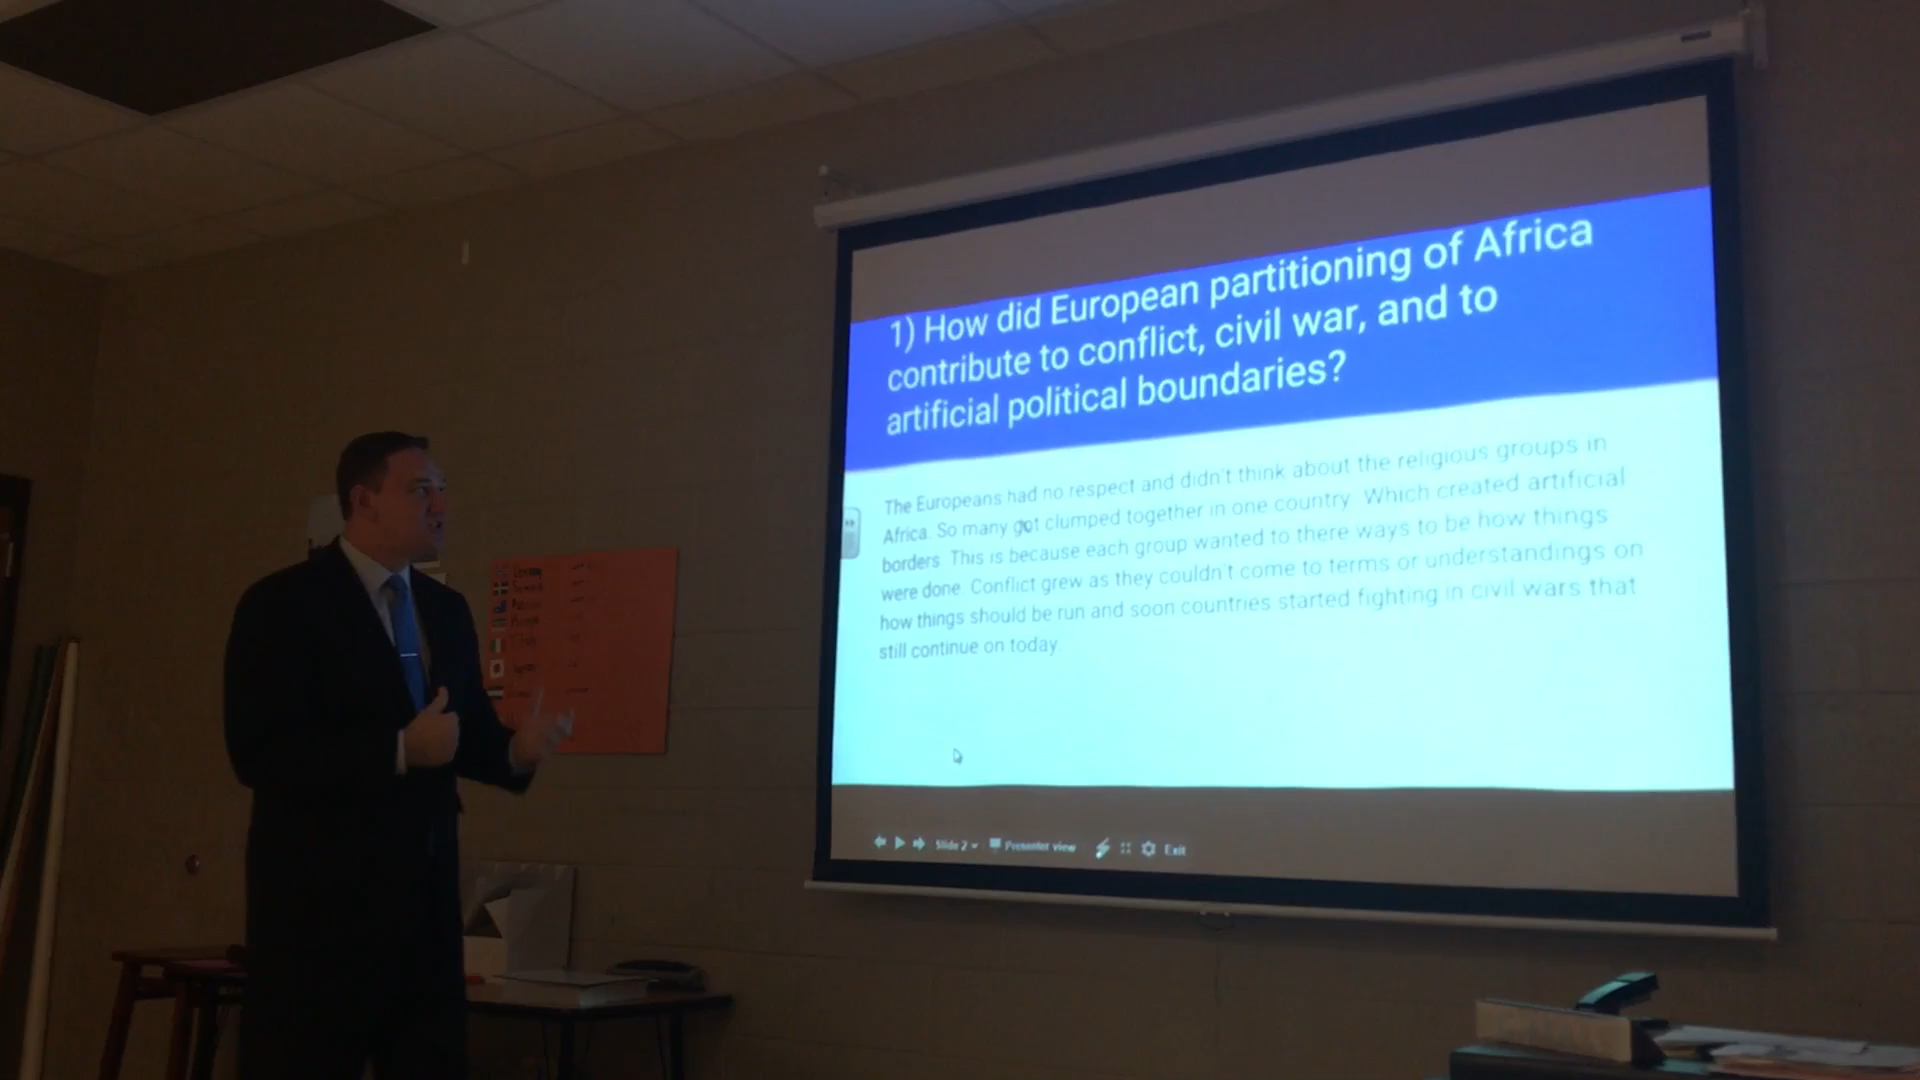 1) How did European partitioning of Africa
contribute to conflict, civil war, and to
artificial political boundaries?
The Europeans had no respect and didn't think about the religious groups in
Africa. So many got clumped together in one country. Which created artificial
borders. This is because each group wanted to there ways to be how things
were done. Conflict grew as they couldn't come to terms or understandings on
how things should be run and soon countries started fighting in civil wars that
still continue on today.
Slide 2 Presenter view Exit